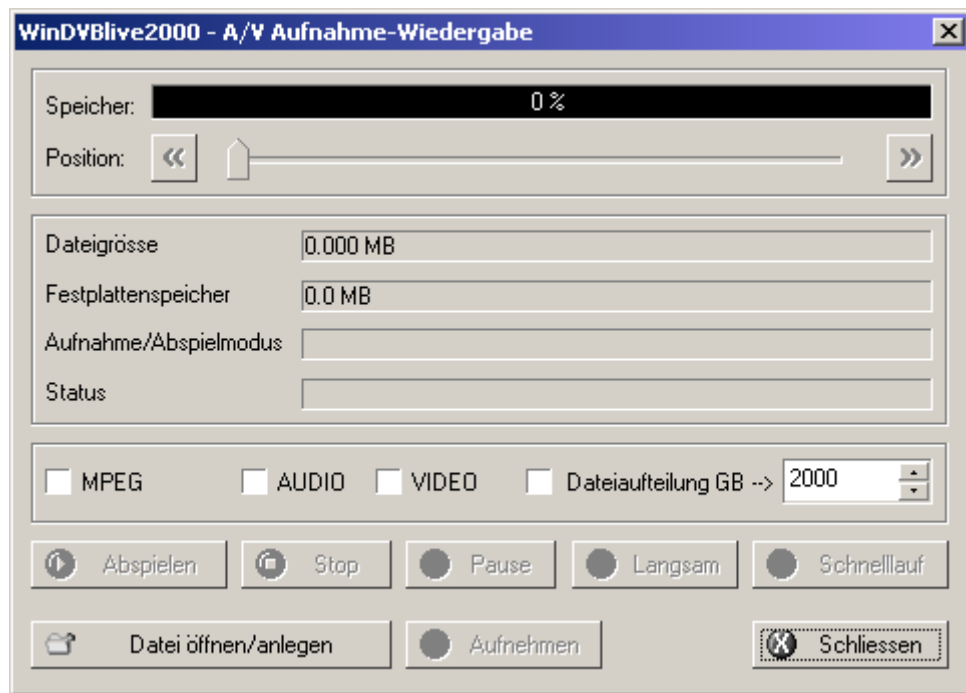 WinDVBlive2000 - A/V Aufnahme-Wiedergabe
Speicher: 0 %
Position:
Dateigrösse 0.000 MB
Festplattenspeicher 0.0 MB
Aufnahme/Abspielmodus
Status
MPEG AUDIO VIDEO Dateiaufteilung GB --> 2000
Abspielen Stop Pause Langsam Schnelllauf
Datei öffnen/anlegen Aufnehmen Schliessen